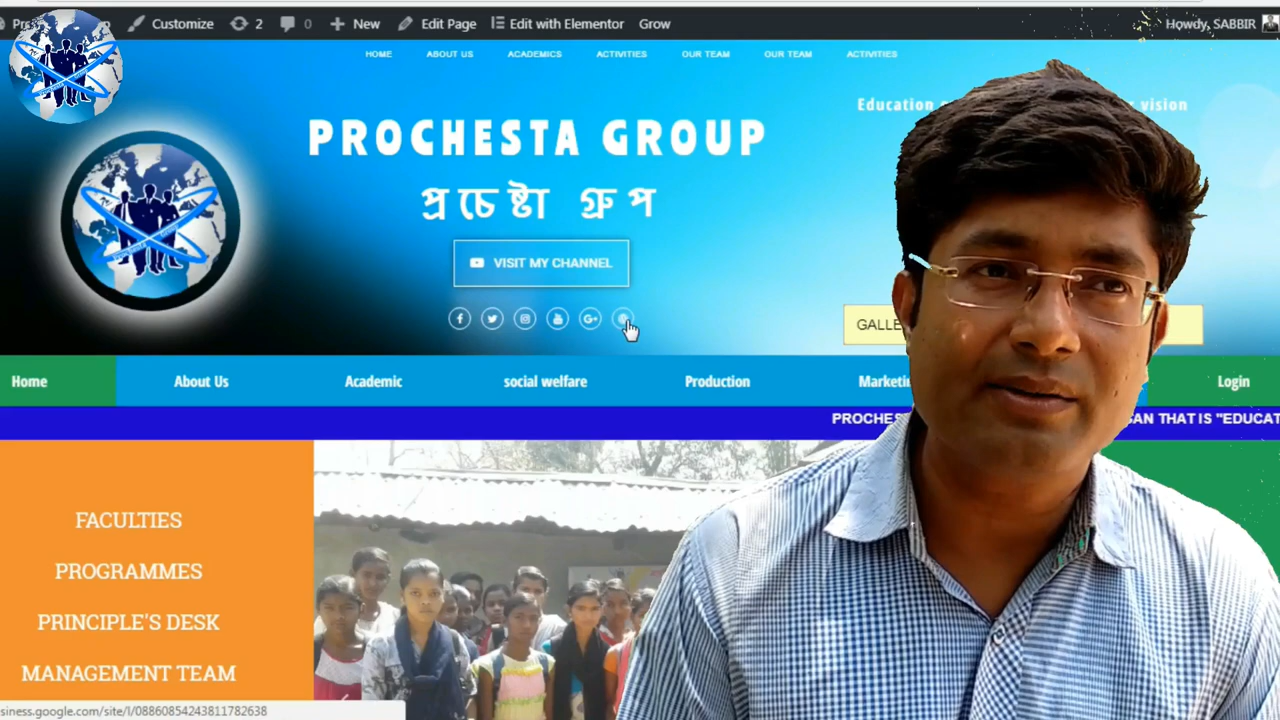 Customize 2 0 New Edit Page Edit with Elementor Grow Howdy, SABBIR
HOME ABOUT US ACADEMICS ACTIVITIES OUR TEAM OUR TEAM ACTIVITIES
Education vision
PROCHESTA GROUP
প্রচেষ্টা গ্রুপ
VISIT MY CHANNEL
GALLE
Home About Us Academic social welfare Production Marketin Login
PROCHES SAN THAT IS "EDUCAT
FACULTIES
PROGRAMMES
PRINCIPLE'S DESK
MANAGEMENT TEAM
siness.google.com/site/l/08860854243811782638